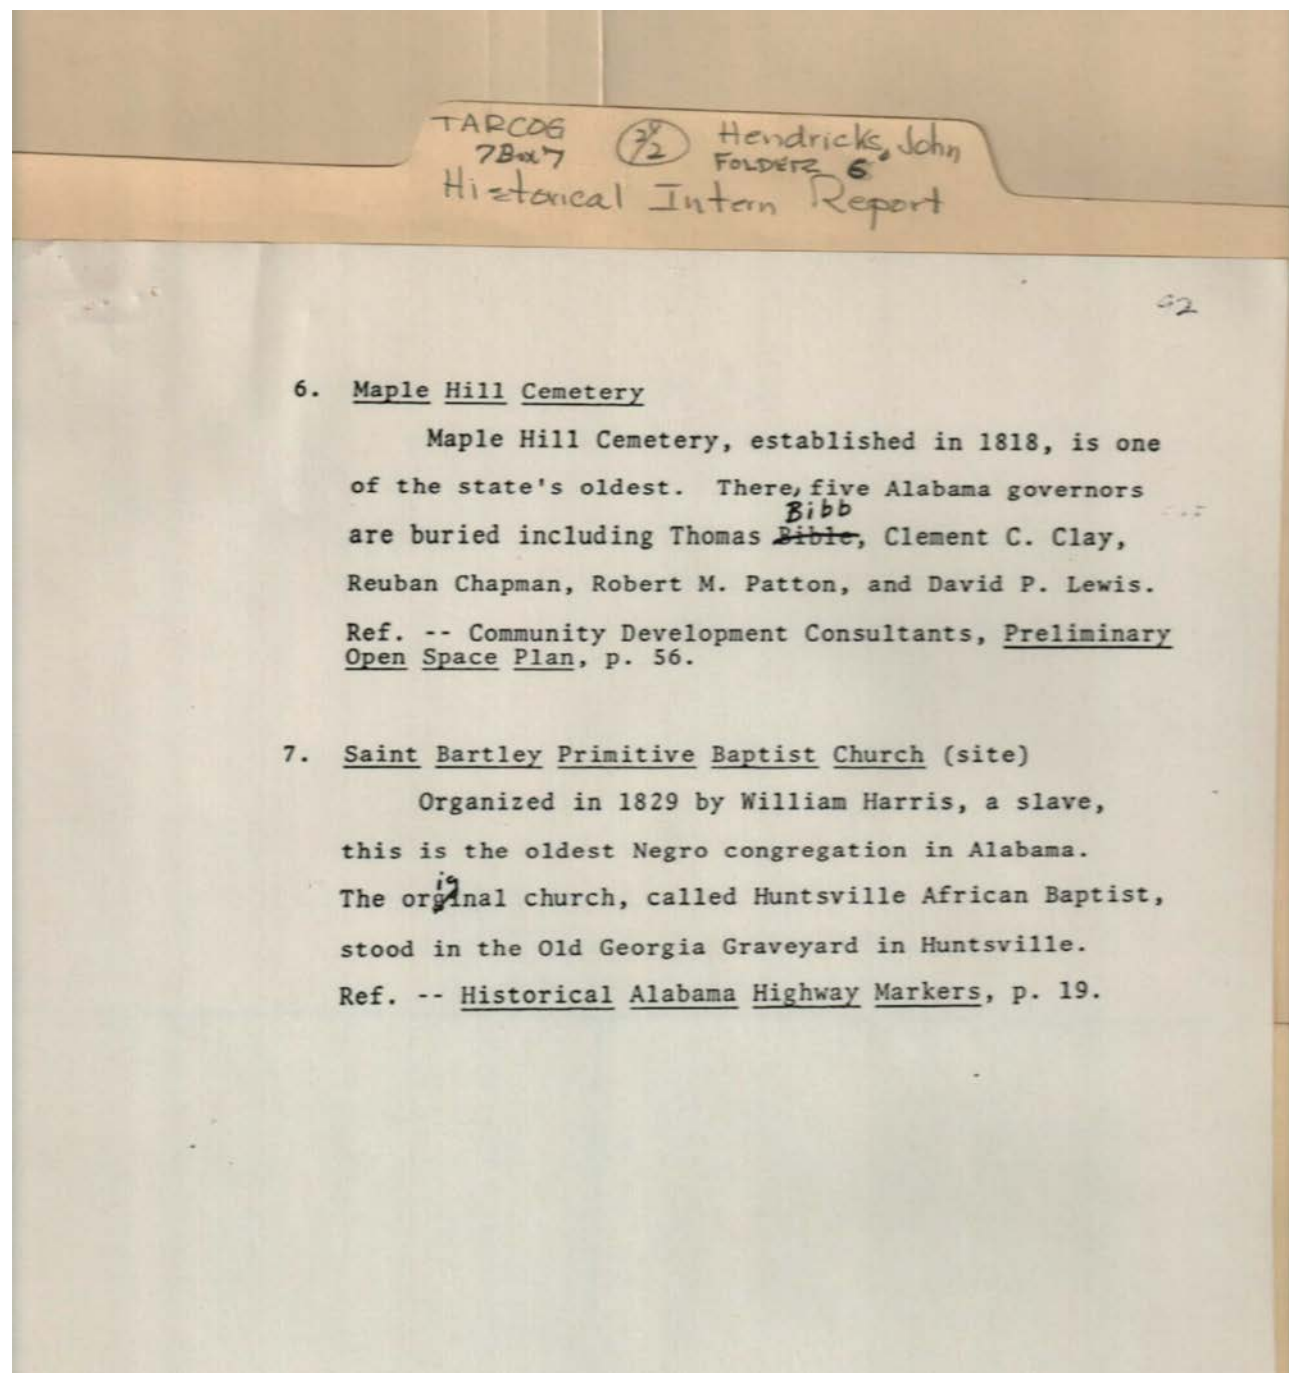 TARCOG
7 Box 7
Hendricks, John
FOLDER 6
Historical Intern Report
6. Maple Hill Cemetery
Maple Hill Cemetery, established in 1818, is one
of the state's oldest. There, five Alabama governors
Bibb
are buried including Thomas Bible, Clement C. Clay,
Reuban Chapman, Robert M. Patton, and David P. Lewis.
Ref. -- Community Development Consultants, Preliminary
Open Space Plan, p. 56.
7. Saint Bartley Primitive Baptist Church (site)
Organized in 1829 by William Harris, a slave,
this is the oldest Negro congregation in Alabama.
The original church, called Huntsville African Baptist,
stood in the Old Georgia Graveyard in Huntsville.
Ref. -- Historical Alabama Highway Markers, p. 19.